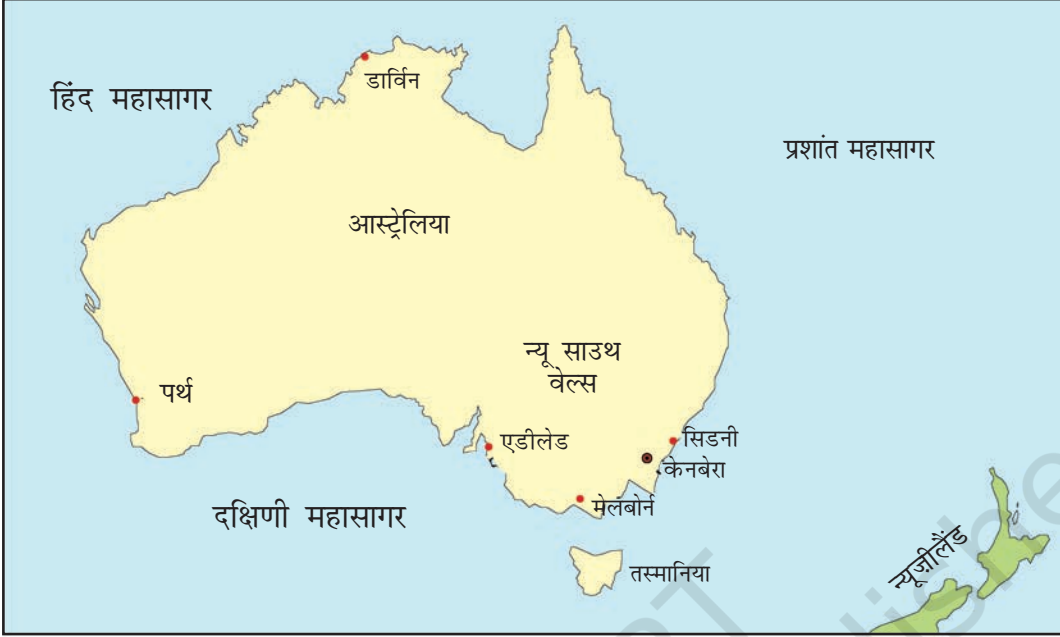 डार्विन
हिंद महासागर
प्रशांत महासागर
आस्ट्रेलिया
न्यू साउथ
वेल्स
पर्थ
सिडनी
एडीलेड
केनबेरा
मेलबोर्न
दक्षिणी महासागर
न्यूज़ीलैंड
तस्मानिया